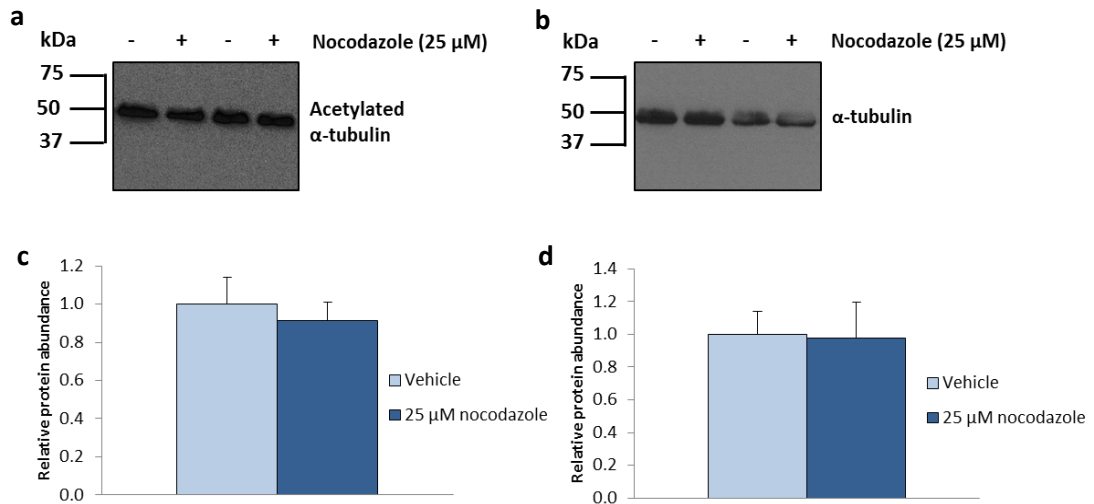 a
kDa - + - + Nocodazole (25 μM)
75
50
37
Acetylated
α-tubulin
b
kDa - + - + Nocodazole (25 μM)
75
50
37
α-tubulin
c
Relative protein abundance
1.2
1.0
0.8
0.6
0.4
0.2
0.0
Vehicle
25 μM nocodazole
d
Relative protein abundance
1.4
1.2
1.0
0.8
0.6
0.4
0.2
0.0
Vehicle
25 μM nocodazole